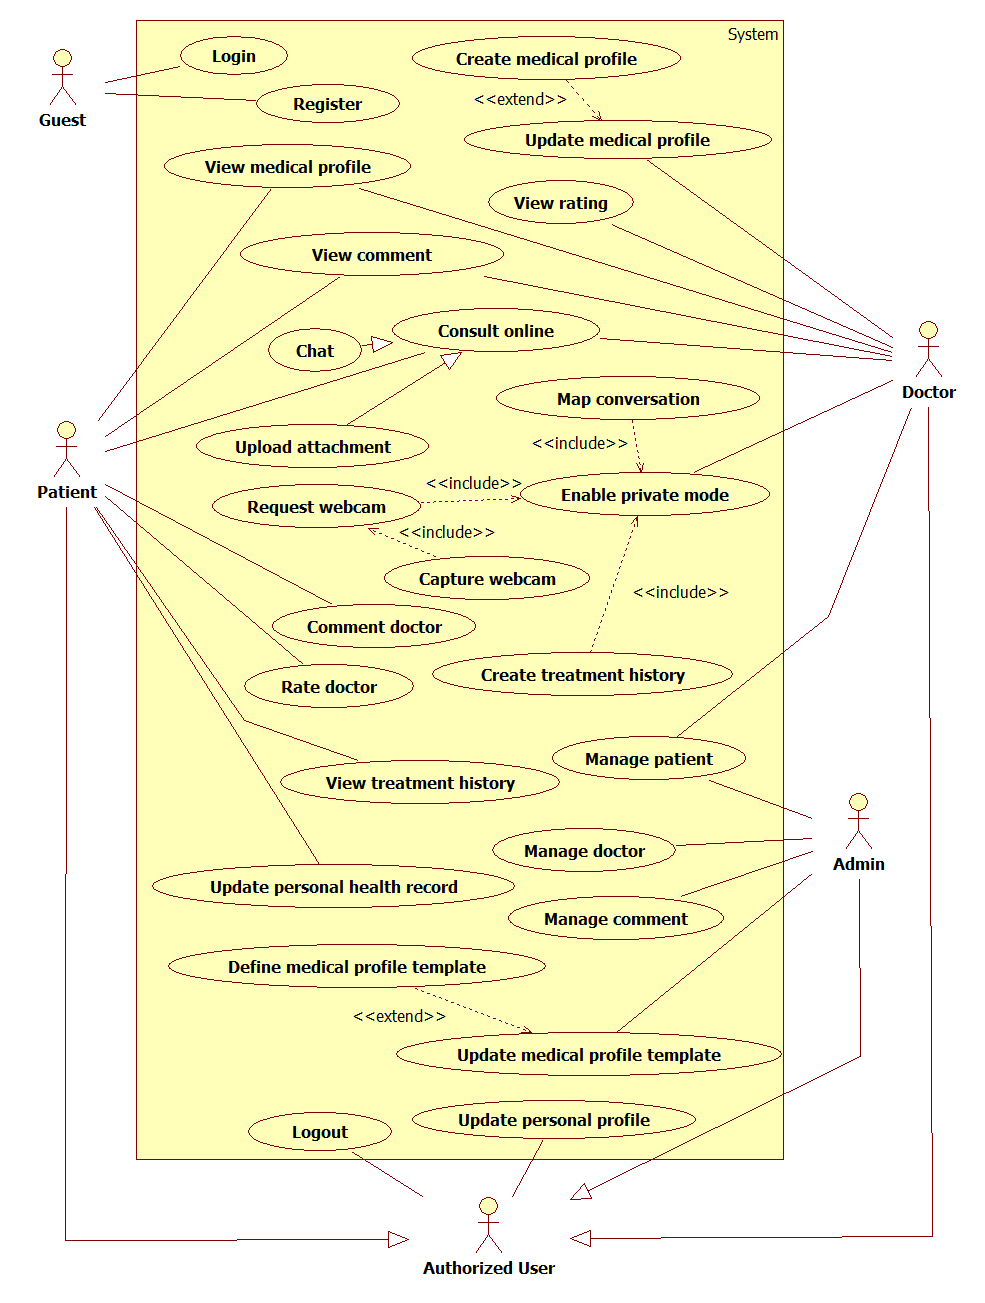 System
Login
Create medical profile
<<extend>>
Guest
Register
Update medical profile
View medical profile
View rating
View comment
Consult online
Chat
Doctor
Map conversation
<<include>>
Upload attachment
Patient
<<include>>
Enable private mode
Request webcam
<<include>>
Capture webcam
<<include>>
Comment doctor
Create treatment history
Rate doctor
Manage patient
View treatment history
Manage doctor
Admin
Update personal health record
Manage comment
Define medical profile template
<<extend>>
Update medical profile template
Update personal profile
Logout
Authorized User